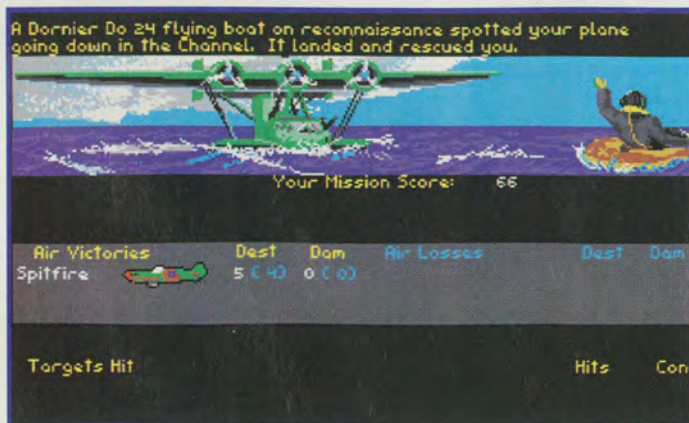 A Dornier Do 24 flying boat on reconnaissance spotted your plane
going down in the Channel. It landed and rescued you.
Your Mission Score: 66
Air Victories Dest Dam Air Losses Dest Dam
Spitfire 5 (4) 0 (0)
Targets Hit Hits Con